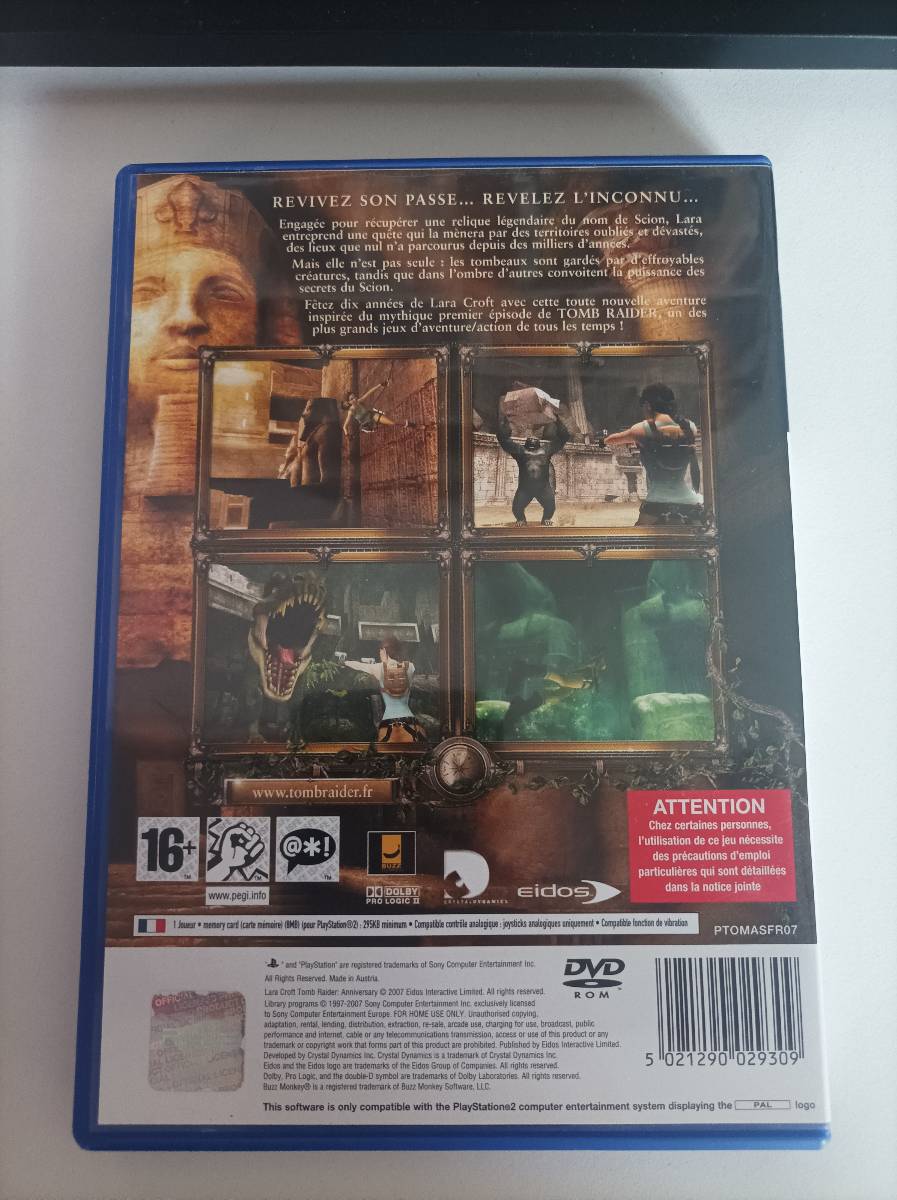 REVIVEZ SON PASSE... REVELEZ L'INCONNU...
Engagée pour récupérer une relique légendaire du nom de Scion, Lara
entreprend une quête qui la mènera par des territoires oubliés et dévastés,
des lieux que nul n'a parcourus depuis des milliers d'années.
Mais elle n'est pas seule : les tombeaux sont gardés par d'effroyables
créatures, tandis que dans l'ombre d'autres convoitent la puissance des
secrets du Scion.
Fêtez dix années de Lara Croft avec cette toute nouvelle aventure
inspirée du mythique premier épisode de TOMB RAIDER, un des
plus grands jeux d'aventure/action de tous les temps !
www.tombraider.fr
ATTENTION
Chez certaines personnes,
l'utilisation de ce jeu nécessite
des précautions d'emploi
particulières qui sont détaillées
dans la notice jointe
16+
@*!
www.pegi.info
BUZZ
DOLBY
PRO LOGIC II
CRYSTAL DYNAMICS
eidos
1 Joueur • memory card (carte mémoire) (8MB) (pour PlayStation®2) : 295KB minimum • Compatible contrôle analogique : joysticks analogiques uniquement • Compatible fonction de vibration
PTOMASFR07
" " and "PlayStation" are registered trademarks of Sony Computer Entertainment Inc.
All Rights Reserved. Made in Austria.
Lara Croft Tomb Raider: Anniversary © 2007 Eidos Interactive Limited. All rights reserved.
Library programs © 1997-2007 Sony Computer Entertainment Inc. exclusively licensed
to Sony Computer Entertainment Europe. FOR HOME USE ONLY. Unauthorised copying,
adaptation, rental, lending, distribution, extraction, re-sale, arcade use, charging for use, broadcast, public
performance and internet, cable or any telecommunications transmission, access or use of this product or any
trademark or copyright work that forms part of this product are prohibited. Published by Eidos Interactive Limited.
Developed by Crystal Dynamics Inc. Crystal Dynamics is a trademark of Crystal Dynamics Inc.
Eidos and the Eidos logo are trademarks of the Eidos Group of Companies. All rights reserved.
Dolby, Pro Logic, and the double-D symbol are trademarks of Dolby Laboratories. All rights reserved.
Buzz Monkey® is a registered trademark of Buzz Monkey Software, LLC.
DVD
ROM
5 021290 029309
OFFICIAL
This software is only compatible with the PlayStation®2 computer entertainment system displaying the PAL logo